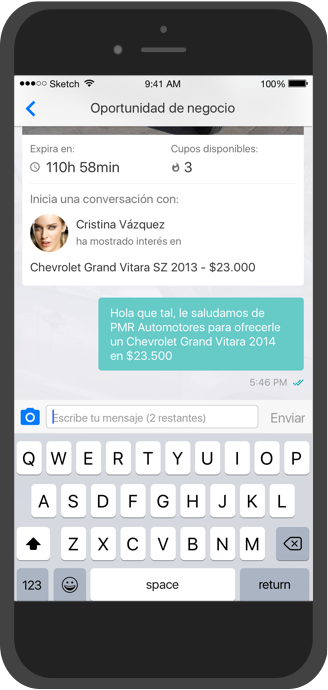 ●●●○○ Sketch 9:41 AM 100%
Oportunidad de negocio
Expira en: Cupos disponibles:
110h 58min 3
Inicia una conversación con:
Cristina Vázquez
ha mostrado interés en
Chevrolet Grand Vitara SZ 2013 - $23.000
Hola que tal, le saludamos de
PMR Automotores para ofrecerle
un Chevrolet Grand Vitara 2014
en $23.500
5:46 PM
Escribe tu mensaje (2 restantes) Enviar
Q W E R T Y U I O P
A S D F G H J K L
Z X C V B N M
123 space return